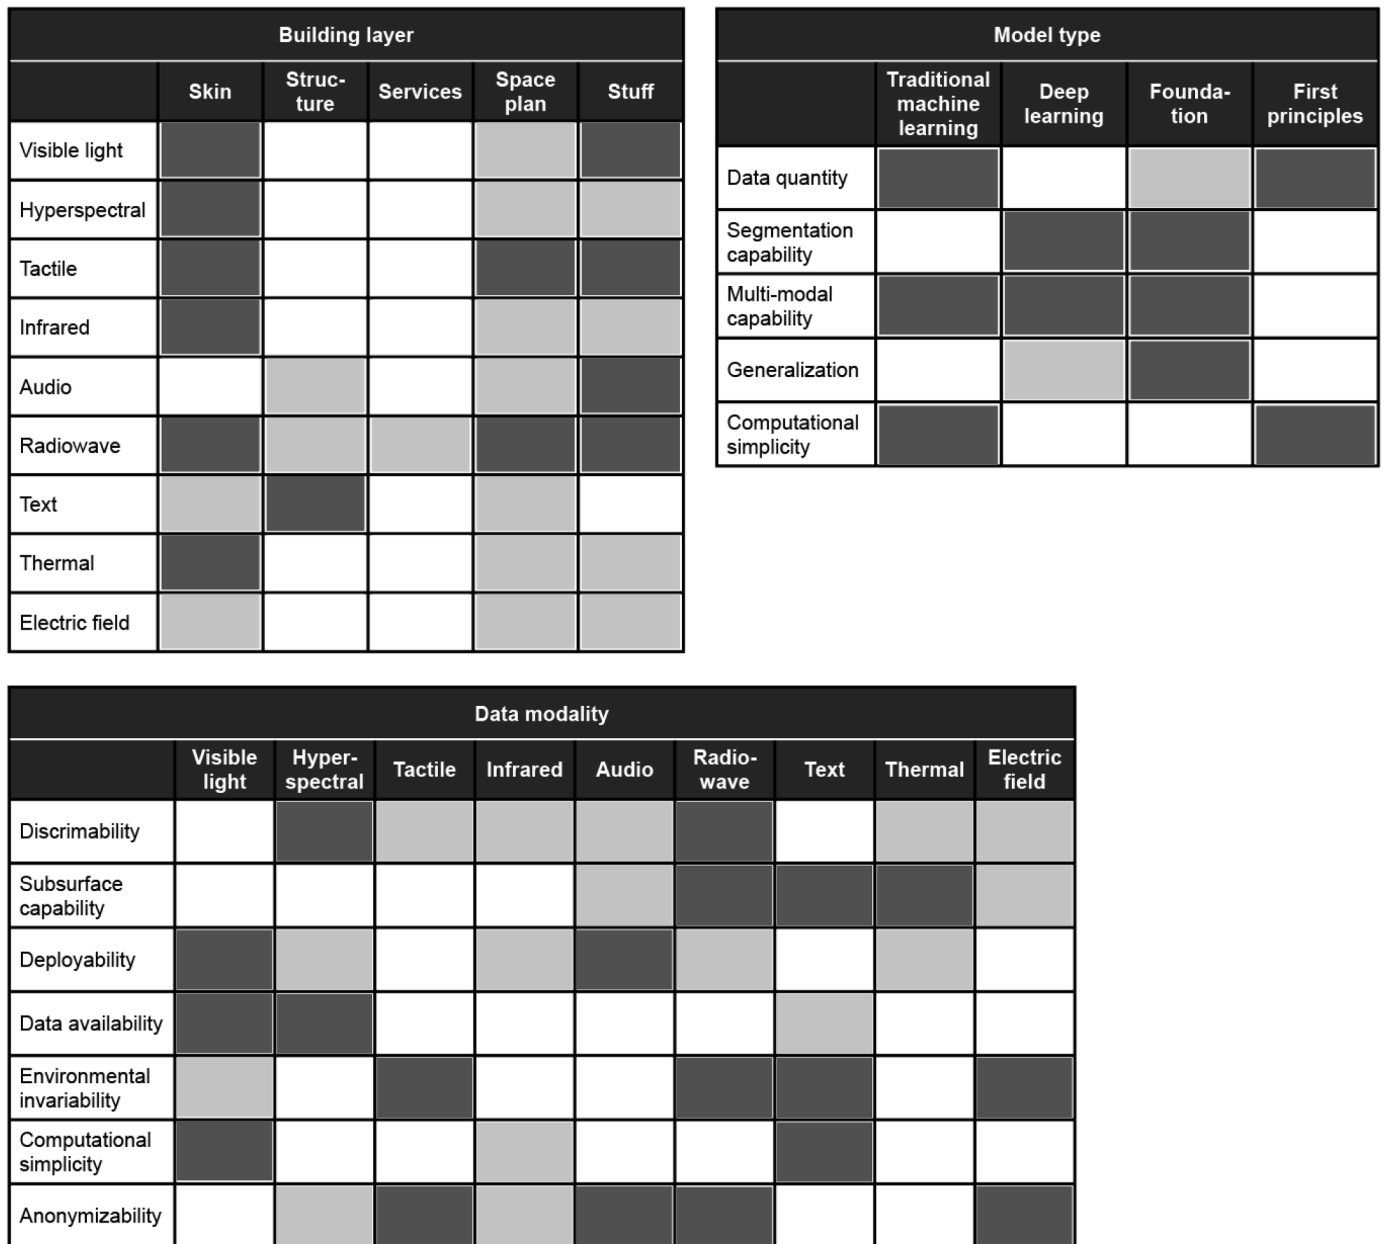 Building layer
Skin
Struc-
ture
Services
Space
plan
Stuff
Visible light
Hyperspectral
Tactile
Infrared
Audio
Radiowave
Text
Thermal
Electric field
Model type
Traditional
machine
learning
Deep
learning
Founda-
tion
First
principles
Data quantity
Segmentation
capability
Multi-modal
capability
Generalization
Computational
simplicity
Data modality
Visible
light
Hyper-
spectral
Tactile
Infrared
Audio
Radio-
wave
Text
Thermal
Electric
field
Discrimability
Subsurface
capability
Deployability
Data availability
Environmental
invariability
Computational
simplicity
Anonymizability